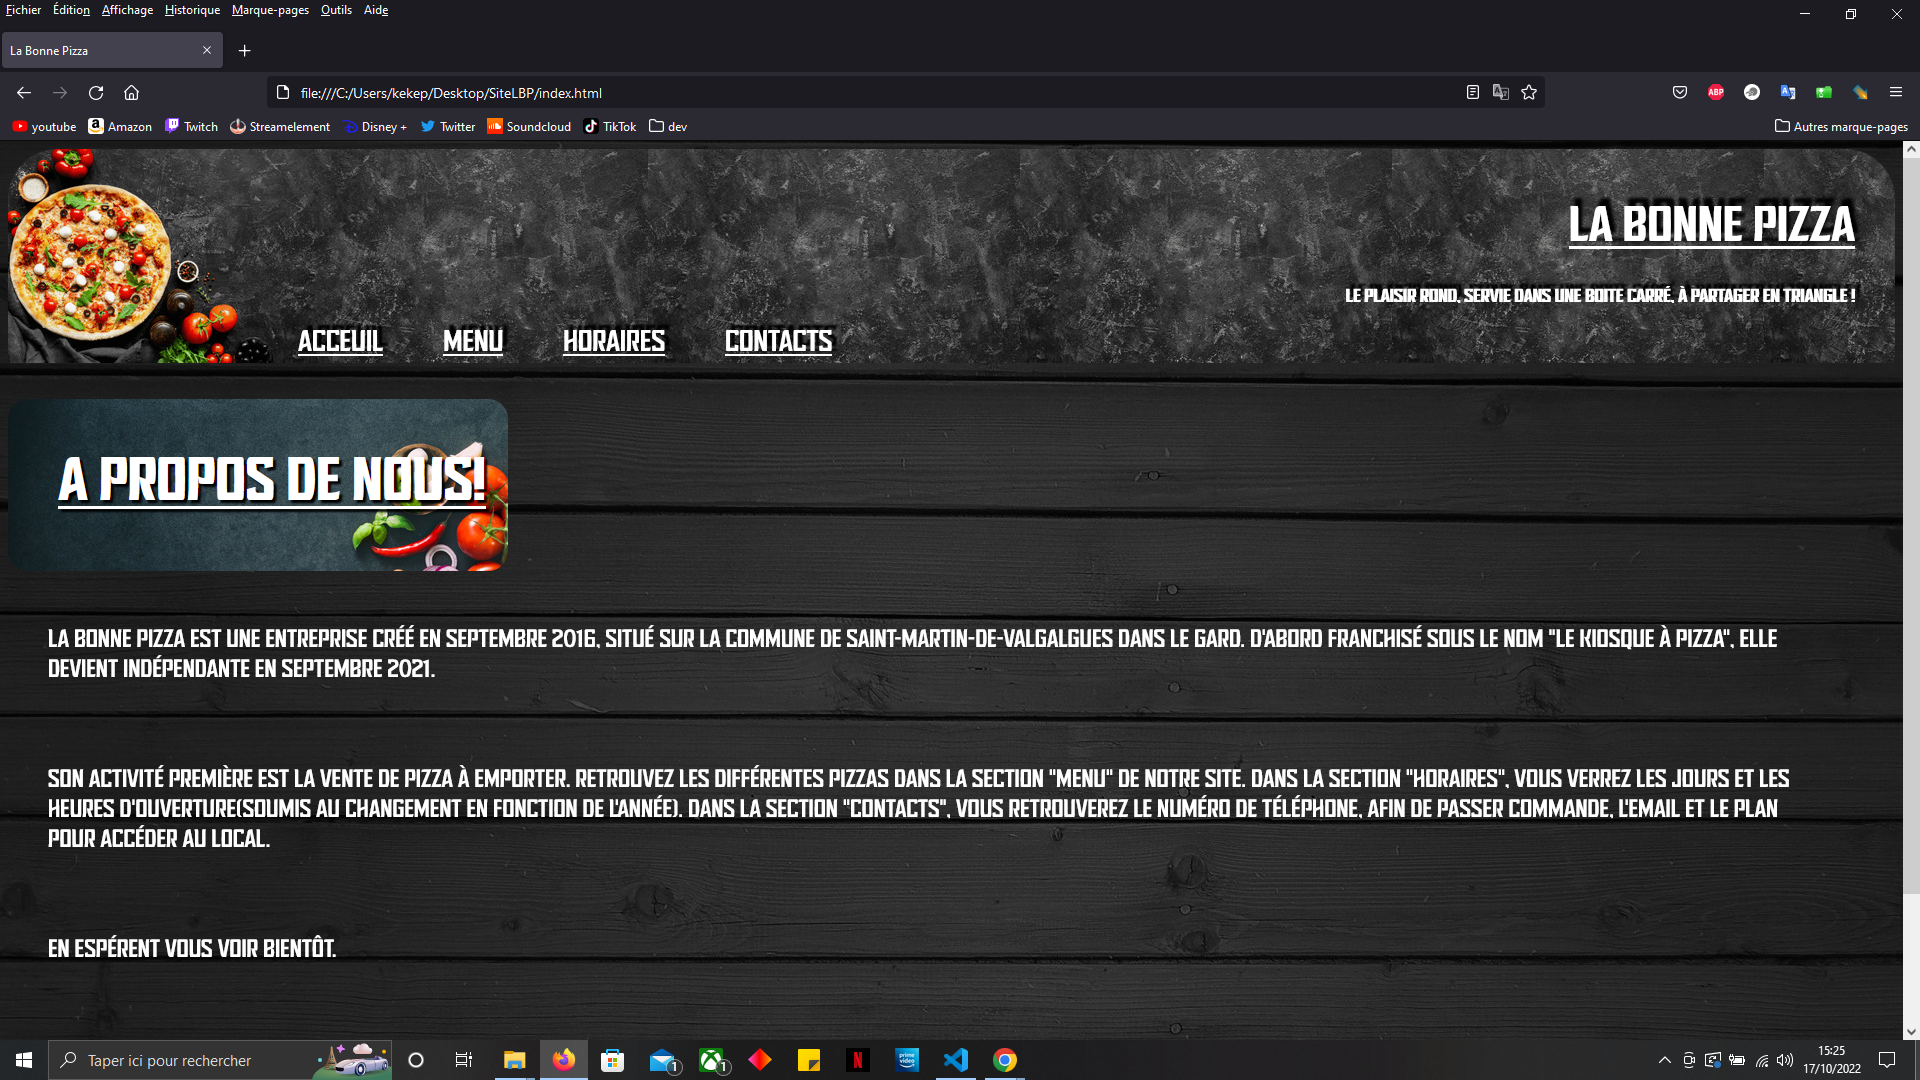 Fichier Édition Affichage Historique Marque-pages Outils Aide
La Bonne Pizza
file:///C:/Users/kekep/Desktop/SiteLBP/index.html
ABP
youtube Amazon Twitch Streamelement Disney + Twitter Soundcloud TikTok dev Autres marque-pages
LA BONNE PIZZA
LE PLAISIR ROND, SERVIE DANS UNE BOITE CARRÉ, À PARTAGER EN TRIANGLE !
ACCEUIL MENU HORAIRES CONTACTS
A PROPOS DE NOUS!
LA BONNE PIZZA EST UNE ENTREPRISE CRÉÉ EN SEPTEMBRE 2016, SITUÉ SUR LA COMMUNE DE SAINT-MARTIN-DE-VALGALGUES DANS LE GARD. D'ABORD FRANCHISÉ SOUS LE NOM "LE KIOSQUE À PIZZA", ELLE
DEVIENT INDÉPENDANTE EN SEPTEMBRE 2021.
SON ACTIVITÉ PREMIÈRE EST LA VENTE DE PIZZA À EMPORTER. RETROUVEZ LES DIFFÉRENTES PIZZAS DANS LA SECTION "MENU" DE NOTRE SITE. DANS LA SECTION "HORAIRES", VOUS VERREZ LES JOURS ET LES
HEURES D'OUVERTURE(SOUMIS AU CHANGEMENT EN FONCTION DE L'ANNÉE). DANS LA SECTION "CONTACTS", VOUS RETROUVEREZ LE NUMÉRO DE TÉLÉPHONE, AFIN DE PASSER COMMANDE, L'EMAIL ET LE PLAN
POUR ACCÉDER AU LOCAL.
EN ESPÉRENT VOUS VOIR BIENTÔT.
Taper ici pour rechercher
1
1
prime video
15:25
17/10/2022